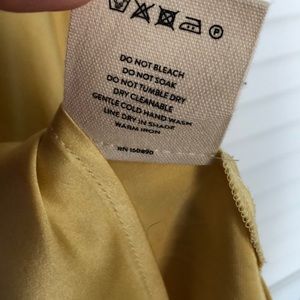 DO NOT BLEACH
DO NOT SOAK
DO NOT TUMBLE DRY
DRY CLEANABLE
GENTLE COLD HAND WASH
LINE DRY IN SHADE
WARM IRON